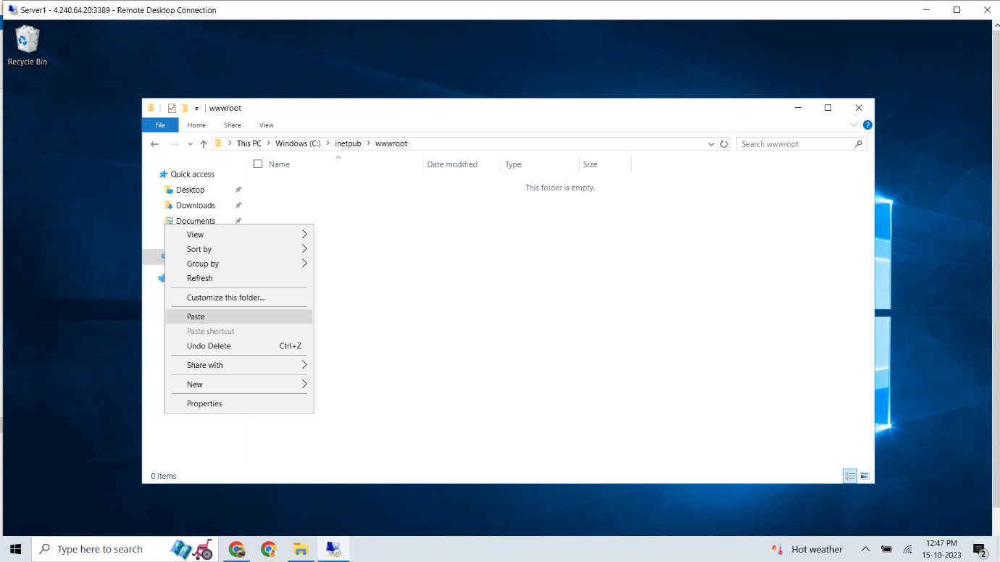 Server1 - 4.240.64.20:3389 - Remote Desktop Connection
Recycle Bin
wwwroot
File Home Share View
This PC > Windows (C:) > inetpub > wwwroot
Search wwwroot
Name Date modified Type Size
This folder is empty.
Quick access
Desktop
Downloads
Documents
View
Sort by
Group by
Refresh
Customize this folder...
Paste
Paste shortcut
Undo Delete Ctrl+Z
Share with
New
Properties
0 items
Type here to search
Hot weather
12:47 PM
15-10-2023
2